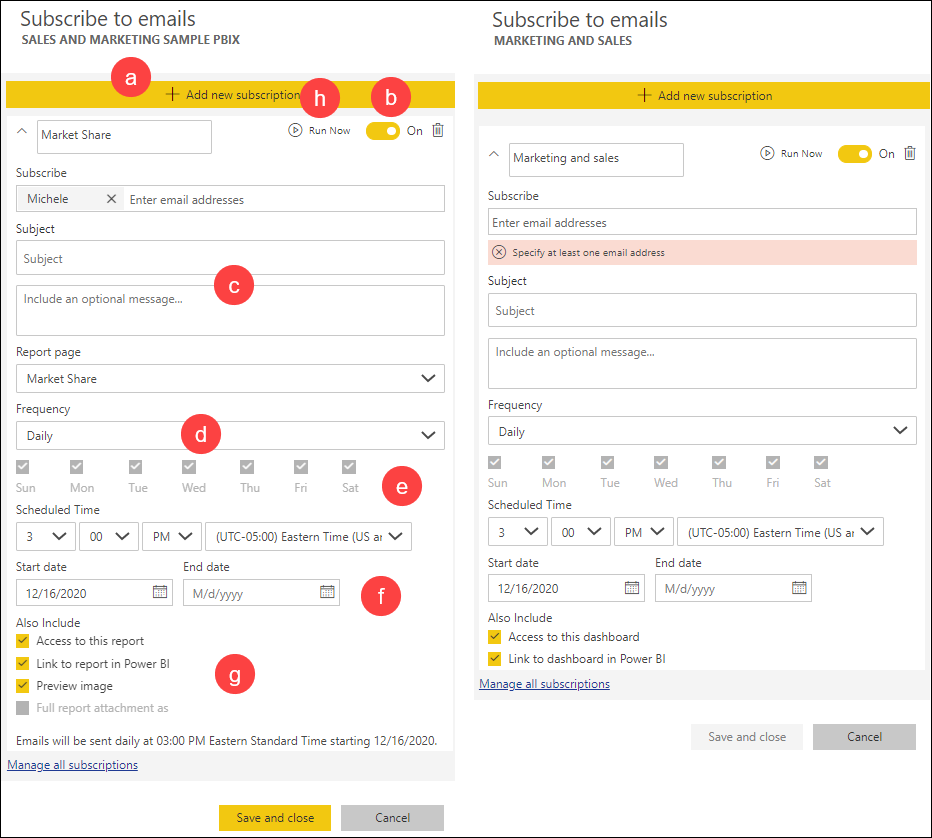 Subscribe to emails
SALES AND MARKETING SAMPLE PBIX
a
Add new subscription
h
b
Market Share
Run Now
On
Subscribe
Michele
Enter email addresses
Subject
Subject
c
Include an optional message...
Report page
Market Share
Frequency
Daily
d
Sun Mon Tue Wed Thu Fri Sat
e
Scheduled Time
3 00 PM (UTC-05:00) Eastern Time (US ar
Start date End date
12/16/2020 M/d/yyyy
f
Also Include
Access to this report
Link to report in Power BI
g
Preview image
Full report attachment as
Emails will be sent daily at 03:00 PM Eastern Standard Time starting 12/16/2020.
Manage all subscriptions
Save and close Cancel
Subscribe to emails
MARKETING AND SALES
Add new subscription
Marketing and sales
Run Now
On
Subscribe
Enter email addresses
Specify at least one email address
Subject
Subject
Include an optional message...
Frequency
Daily
Sun Mon Tue Wed Thu Fri Sat
Scheduled Time
3 00 PM (UTC-05:00) Eastern Time (US ar
Start date End date
12/16/2020 M/d/yyyy
Also Include
Access to this dashboard
Link to dashboard in Power BI
Manage all subscriptions
Save and close Cancel